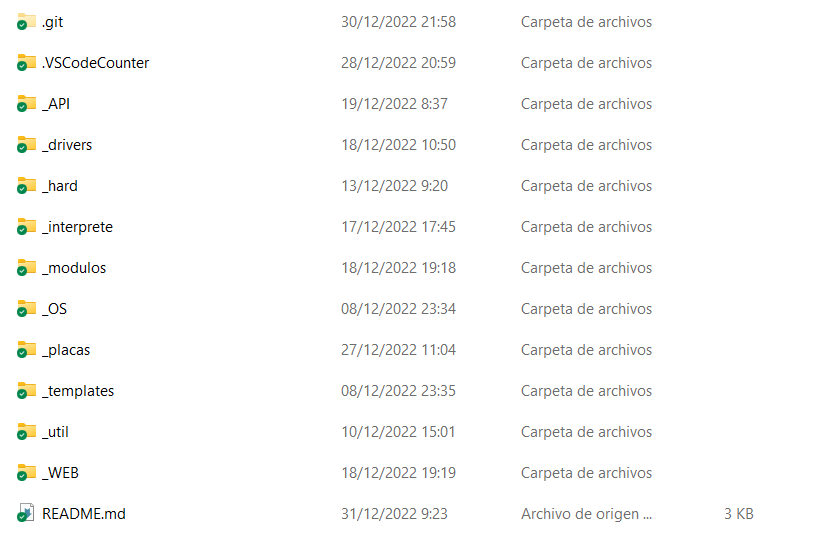 .git 30/12/2022 21:58 Carpeta de archivos
.VSCodeCounter 28/12/2022 20:59 Carpeta de archivos
_API 19/12/2022 8:37 Carpeta de archivos
_drivers 18/12/2022 10:50 Carpeta de archivos
_hard 13/12/2022 9:20 Carpeta de archivos
_interprete 17/12/2022 17:45 Carpeta de archivos
_modulos 18/12/2022 19:18 Carpeta de archivos
_OS 08/12/2022 23:34 Carpeta de archivos
_placas 27/12/2022 11:04 Carpeta de archivos
_templates 08/12/2022 23:35 Carpeta de archivos
_util 10/12/2022 15:01 Carpeta de archivos
_WEB 18/12/2022 19:19 Carpeta de archivos
README.md 31/12/2022 9:23 Archivo de origen ... 3 KB